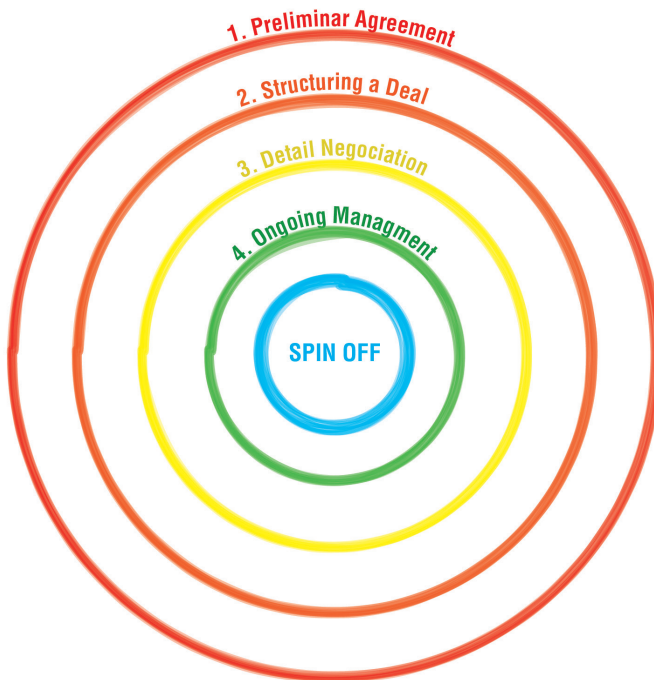 1. Preliminar Agreement
2. Structuring a Deal
3. Detail Negociation
4. Ongoing Managment
SPIN OFF